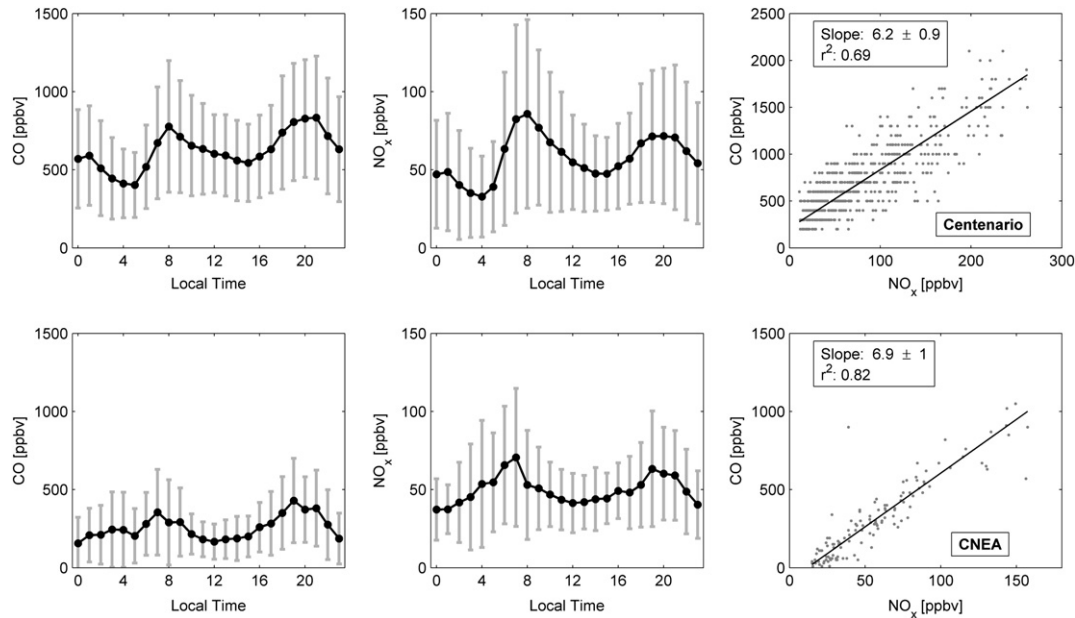 1500
1000
500
0
CO [ppbv]
0 4 8 12 16 20
Local Time
150
100
50
0
NOx [ppbv]
0 4 8 12 16 20
Local Time
2500
2000
1500
1000
500
0
CO [ppbv]
Slope: 6.2 ± 0.9
r2: 0.69
Centenario
0 100 200 300
NOx [ppbv]
1500
1000
500
0
CO [ppbv]
0 4 8 12 16 20
Local Time
150
100
50
0
NOx [ppbv]
0 4 8 12 16 20
Local Time
1500
1000
500
0
CO [ppbv]
Slope: 6.9 ± 1
r2: 0.82
CNEA
0 50 100 150
NOx [ppbv]